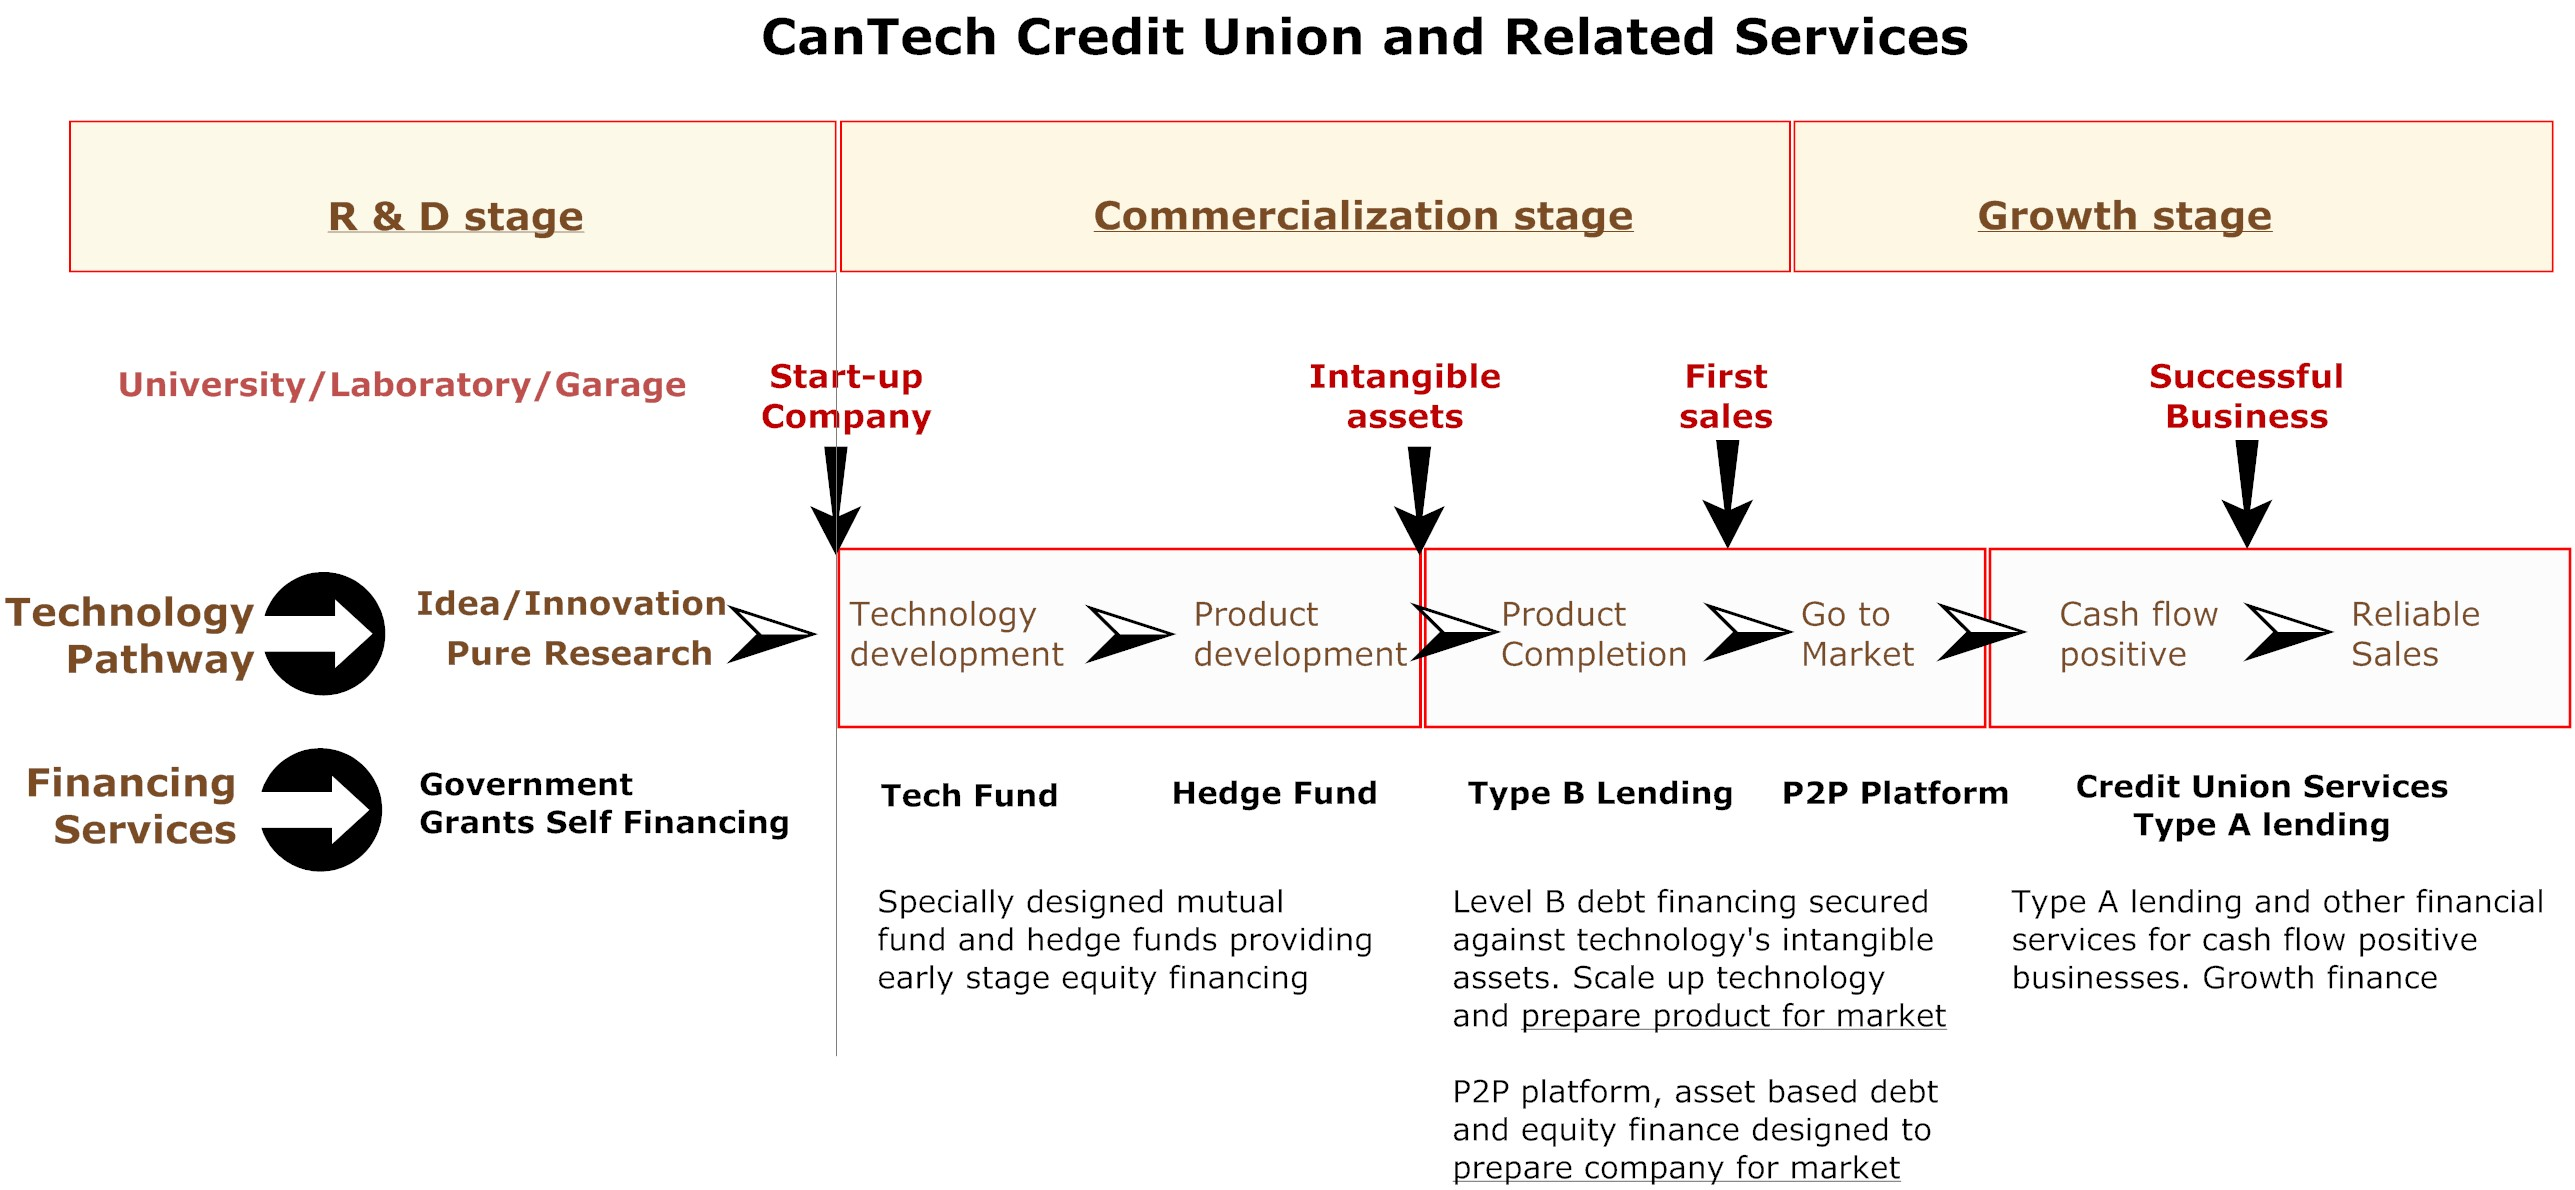 CanTech Credit Union and Related Services
R & D stage
Commercialization stage
Growth stage
University/Laboratory/Garage
Start-up
Company
Intangible
assets
First
sales
Successful
Business
Technology
Pathway
Idea/Innovation
Pure Research
Technology
development
Product
development
Product
Completion
Go to
Market
Cash flow
positive
Reliable
Sales
Financing
Services
Government
Grants Self Financing
Tech Fund
Hedge Fund
Type B Lending
P2P Platform
Credit Union Services
Type A lending
Specially designed mutual
fund and hedge funds providing
early stage equity financing
Level B debt financing secured
against technology's intangible
assets. Scale up technology
and prepare product for market
P2P platform, asset based debt
and equity finance designed to
prepare company for market
Type A lending and other financial
services for cash flow positive
businesses. Growth finance